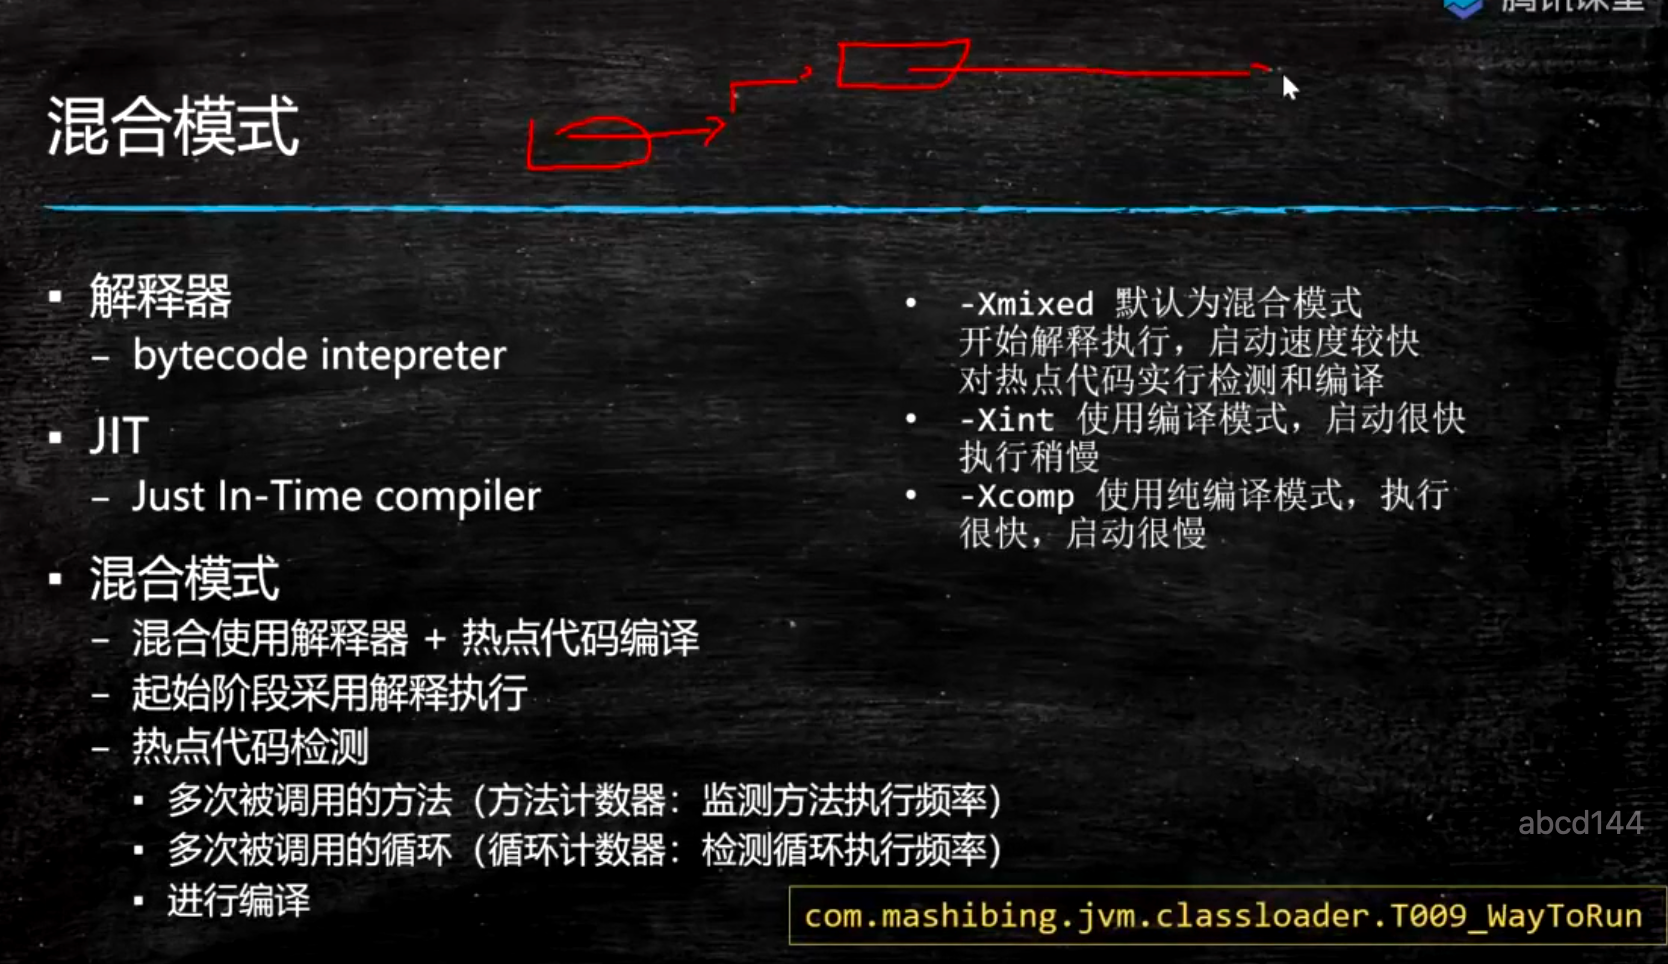 腾讯课堂
混合模式
▪ 解释器
– bytecode intepreter
▪ JIT
– Just In-Time compiler
▪ 混合模式
– 混合使用解释器 + 热点代码编译
– 起始阶段采用解释执行
– 热点代码检测
▪ 多次被调用的方法（方法计数器：监测方法执行频率）
▪ 多次被调用的循环（循环计数器：检测循环执行频率）
▪ 进行编译
• -Xmixed 默认为混合模式
开始解释执行，启动速度较快
对热点代码实行检测和编译
• -Xint 使用编译模式，启动很快
执行稍慢
• -Xcomp 使用纯编译模式，执行
很快，启动很慢
abcd144
com.mashibing.jvm.classloader.T009_WayToRun